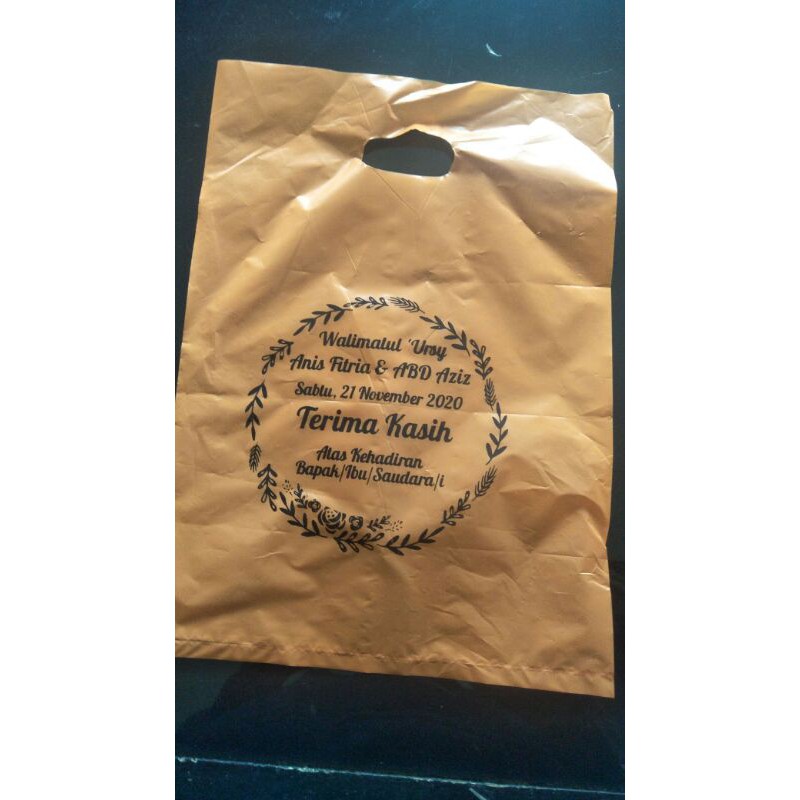 Walimatul 'Ursy
Anis Fitria & ABD Aziz
Sabtu, 21 November 2020
Terima Kasih
Atas Kehadiran
Bapak/Ibu/Saudara/i